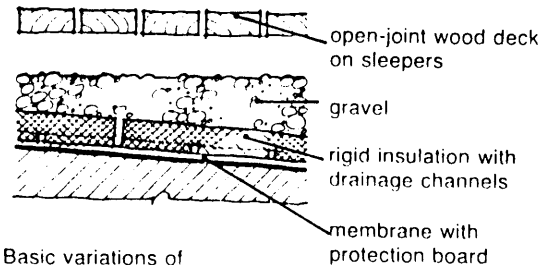 open-joint wood deck
on sleepers
gravel
rigid insulation with
drainage channels
membrane with
protection board
Basic variations of